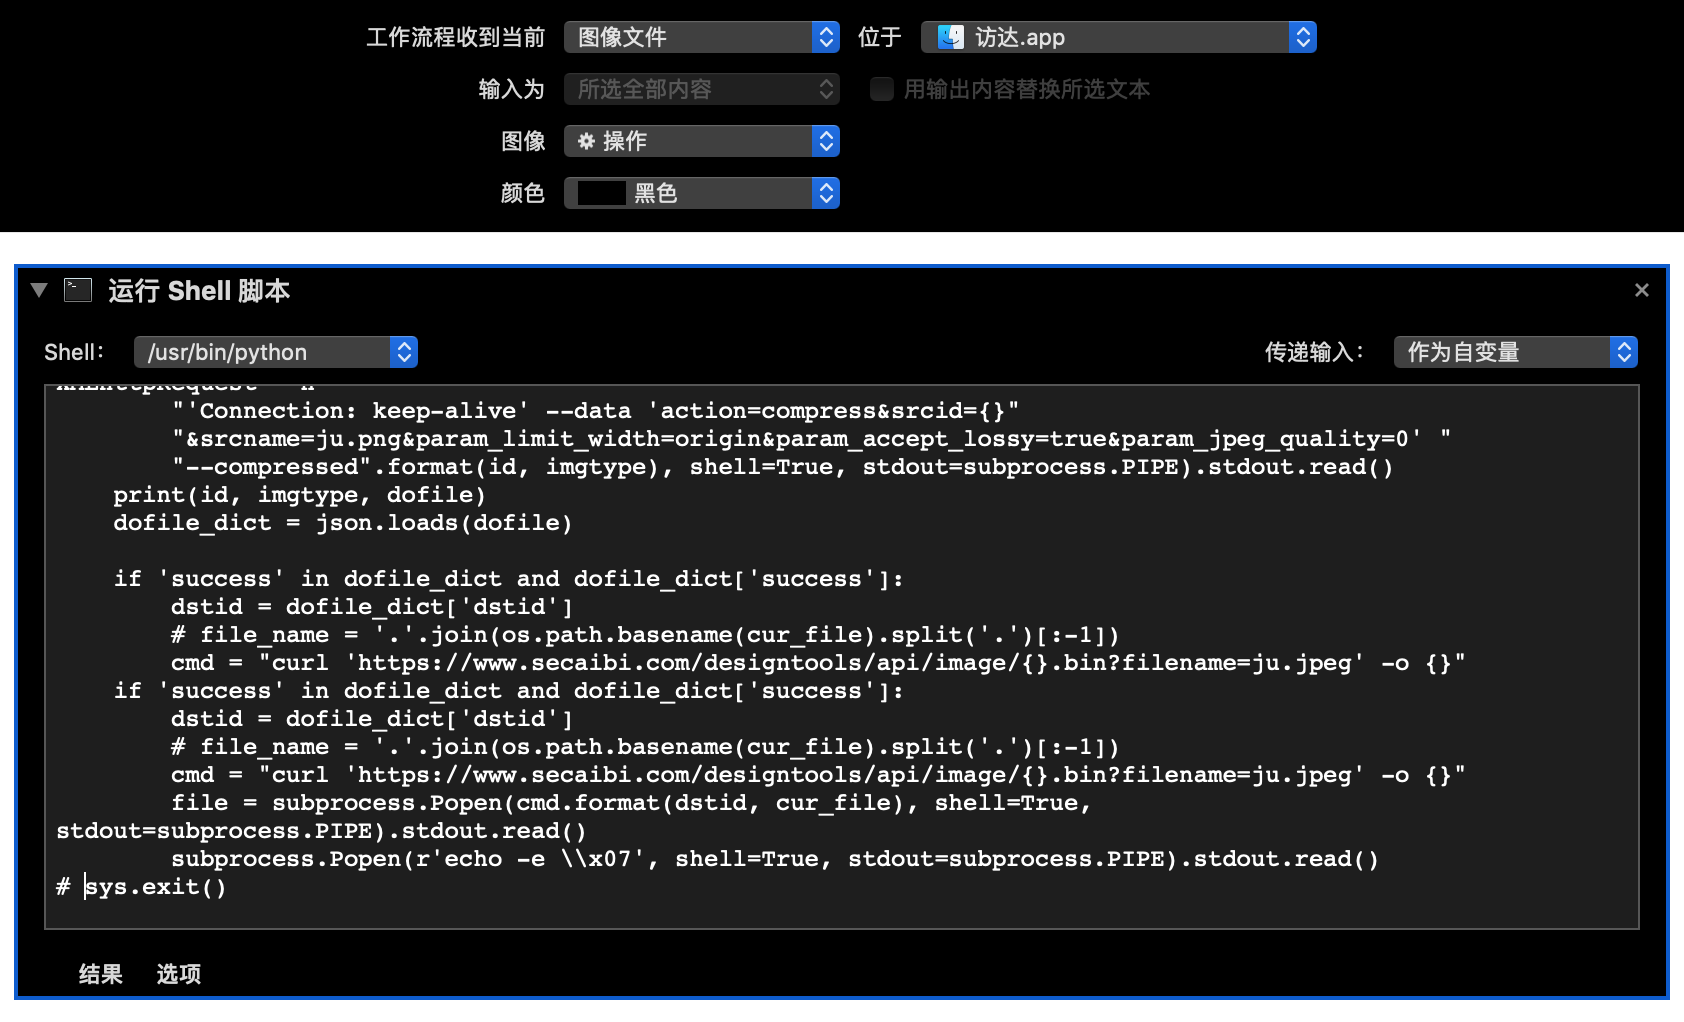 工作流程收到当前 图像文件 位于 访达.app
输入为 所选全部内容 用输出内容替换所选文本
图像 操作
颜色 黑色
运行 Shell 脚本
Shell: /usr/bin/python 传递输入: 作为自变量
"'Connection: keep-alive' --data 'action=compress&srcid={}"
"&srcname=ju.png&param_limit_width=origin&param_accept_lossy=true&param_jpeg_quality=0' "
"--compressed".format(id, imgtype), shell=True, stdout=subprocess.PIPE).stdout.read()
print(id, imgtype, dofile)
dofile_dict = json.loads(dofile)
if 'success' in dofile_dict and dofile_dict['success']:
dstid = dofile_dict['dstid']
# file_name = '.'.join(os.path.basename(cur_file).split('.')[:-1])
cmd = "curl 'https://www.secaibi.com/designtools/api/image/{}.bin?filename=ju.jpeg' -o {}"
if 'success' in dofile_dict and dofile_dict['success']:
dstid = dofile_dict['dstid']
# file_name = '.'.join(os.path.basename(cur_file).split('.')[:-1])
cmd = "curl 'https://www.secaibi.com/designtools/api/image/{}.bin?filename=ju.jpeg' -o {}"
file = subprocess.Popen(cmd.format(dstid, cur_file), shell=True,
stdout=subprocess.PIPE).stdout.read()
subprocess.Popen(r'echo -e \\x07', shell=True, stdout=subprocess.PIPE).stdout.read()
# sys.exit()
结果 选项